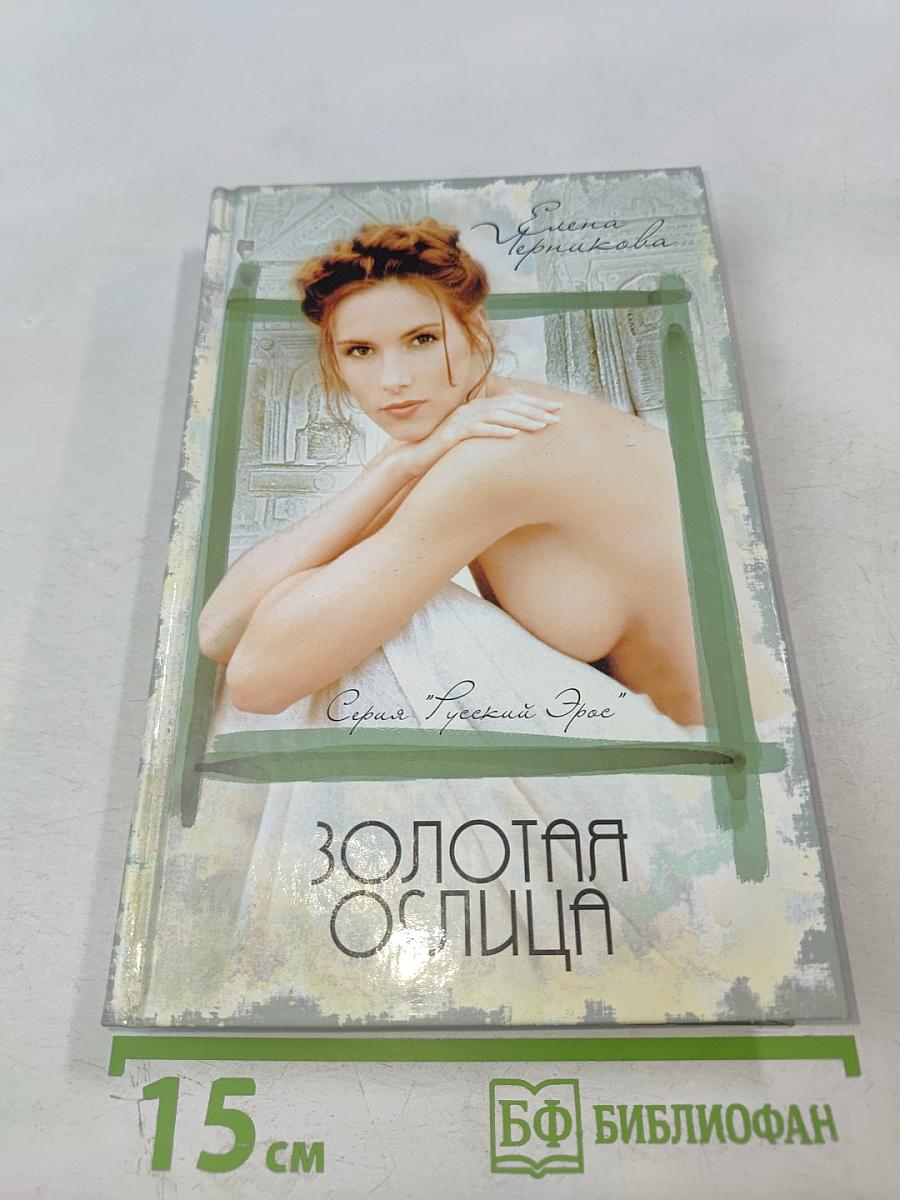 Елена
Черникова
Серия "Русский Эрос"
ЗОЛОТАЯ
ОСЛИЦА
15 см
БФ БИБЛИОФАН